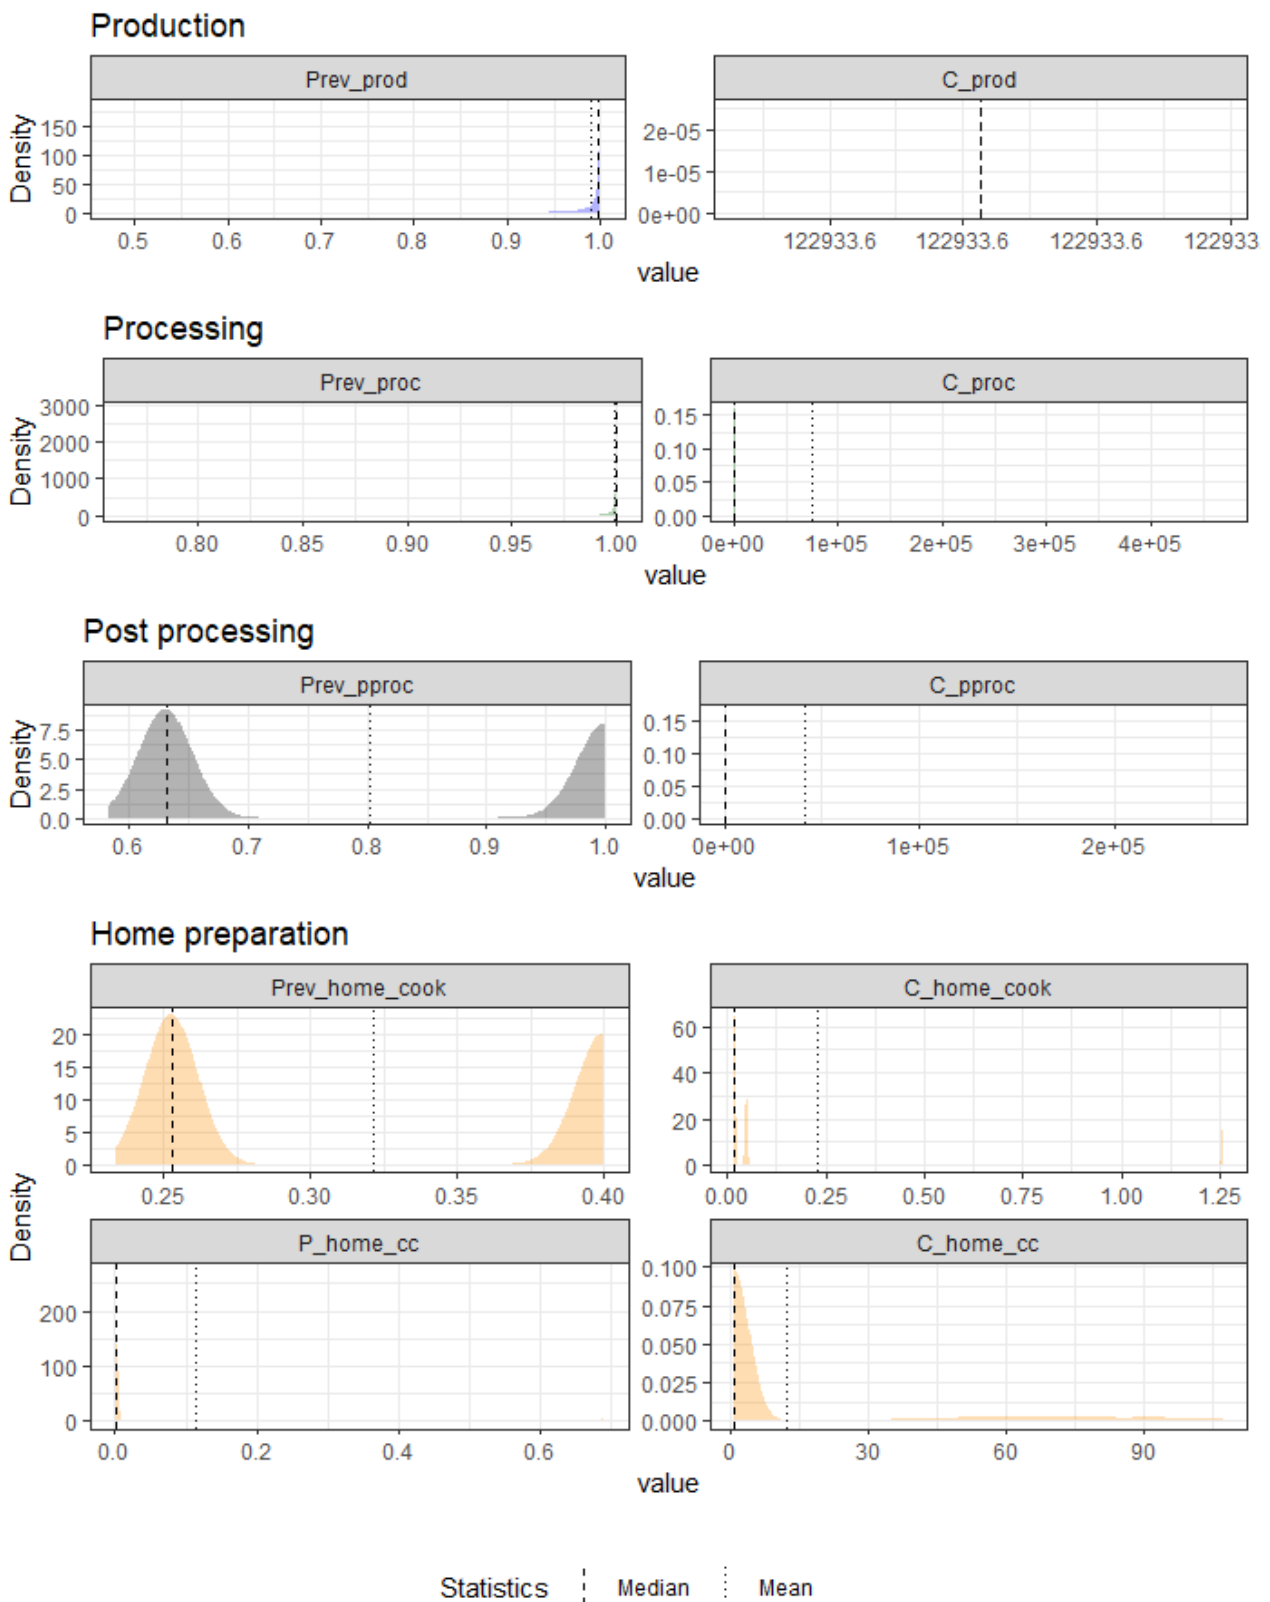 Production
Prev_prod C_prod
Density
150
100
50
0
2e-05
1e-05
0e+00
0.5 0.6 0.7 0.8 0.9 1.0
122933.6 122933.6 122933.6 122933.
value
Processing
Prev_proc C_proc
Density
3000
2000
1000
0
0.15
0.10
0.05
0.00
0.80 0.85 0.90 0.95 1.00
0e+00 1e+05 2e+05 3e+05 4e+05
value
Post processing
Prev_pproc C_pproc
Density
7.5
5.0
2.5
0.0
0.15
0.10
0.05
0.00
0.6 0.7 0.8 0.9 1.0
0e+00 1e+05 2e+05
value
Home preparation
Prev_home_cook C_home_cook
20
15
10
5
0
60
40
20
0
0.25 0.30 0.35 0.40
0.00 0.25 0.50 0.75 1.00 1.25
Density
P_home_cc C_home_cc
200
100
0
0.100
0.075
0.050
0.025
0.000
0.0 0.2 0.4 0.6
0 30 60 90
value
Statistics Median Mean